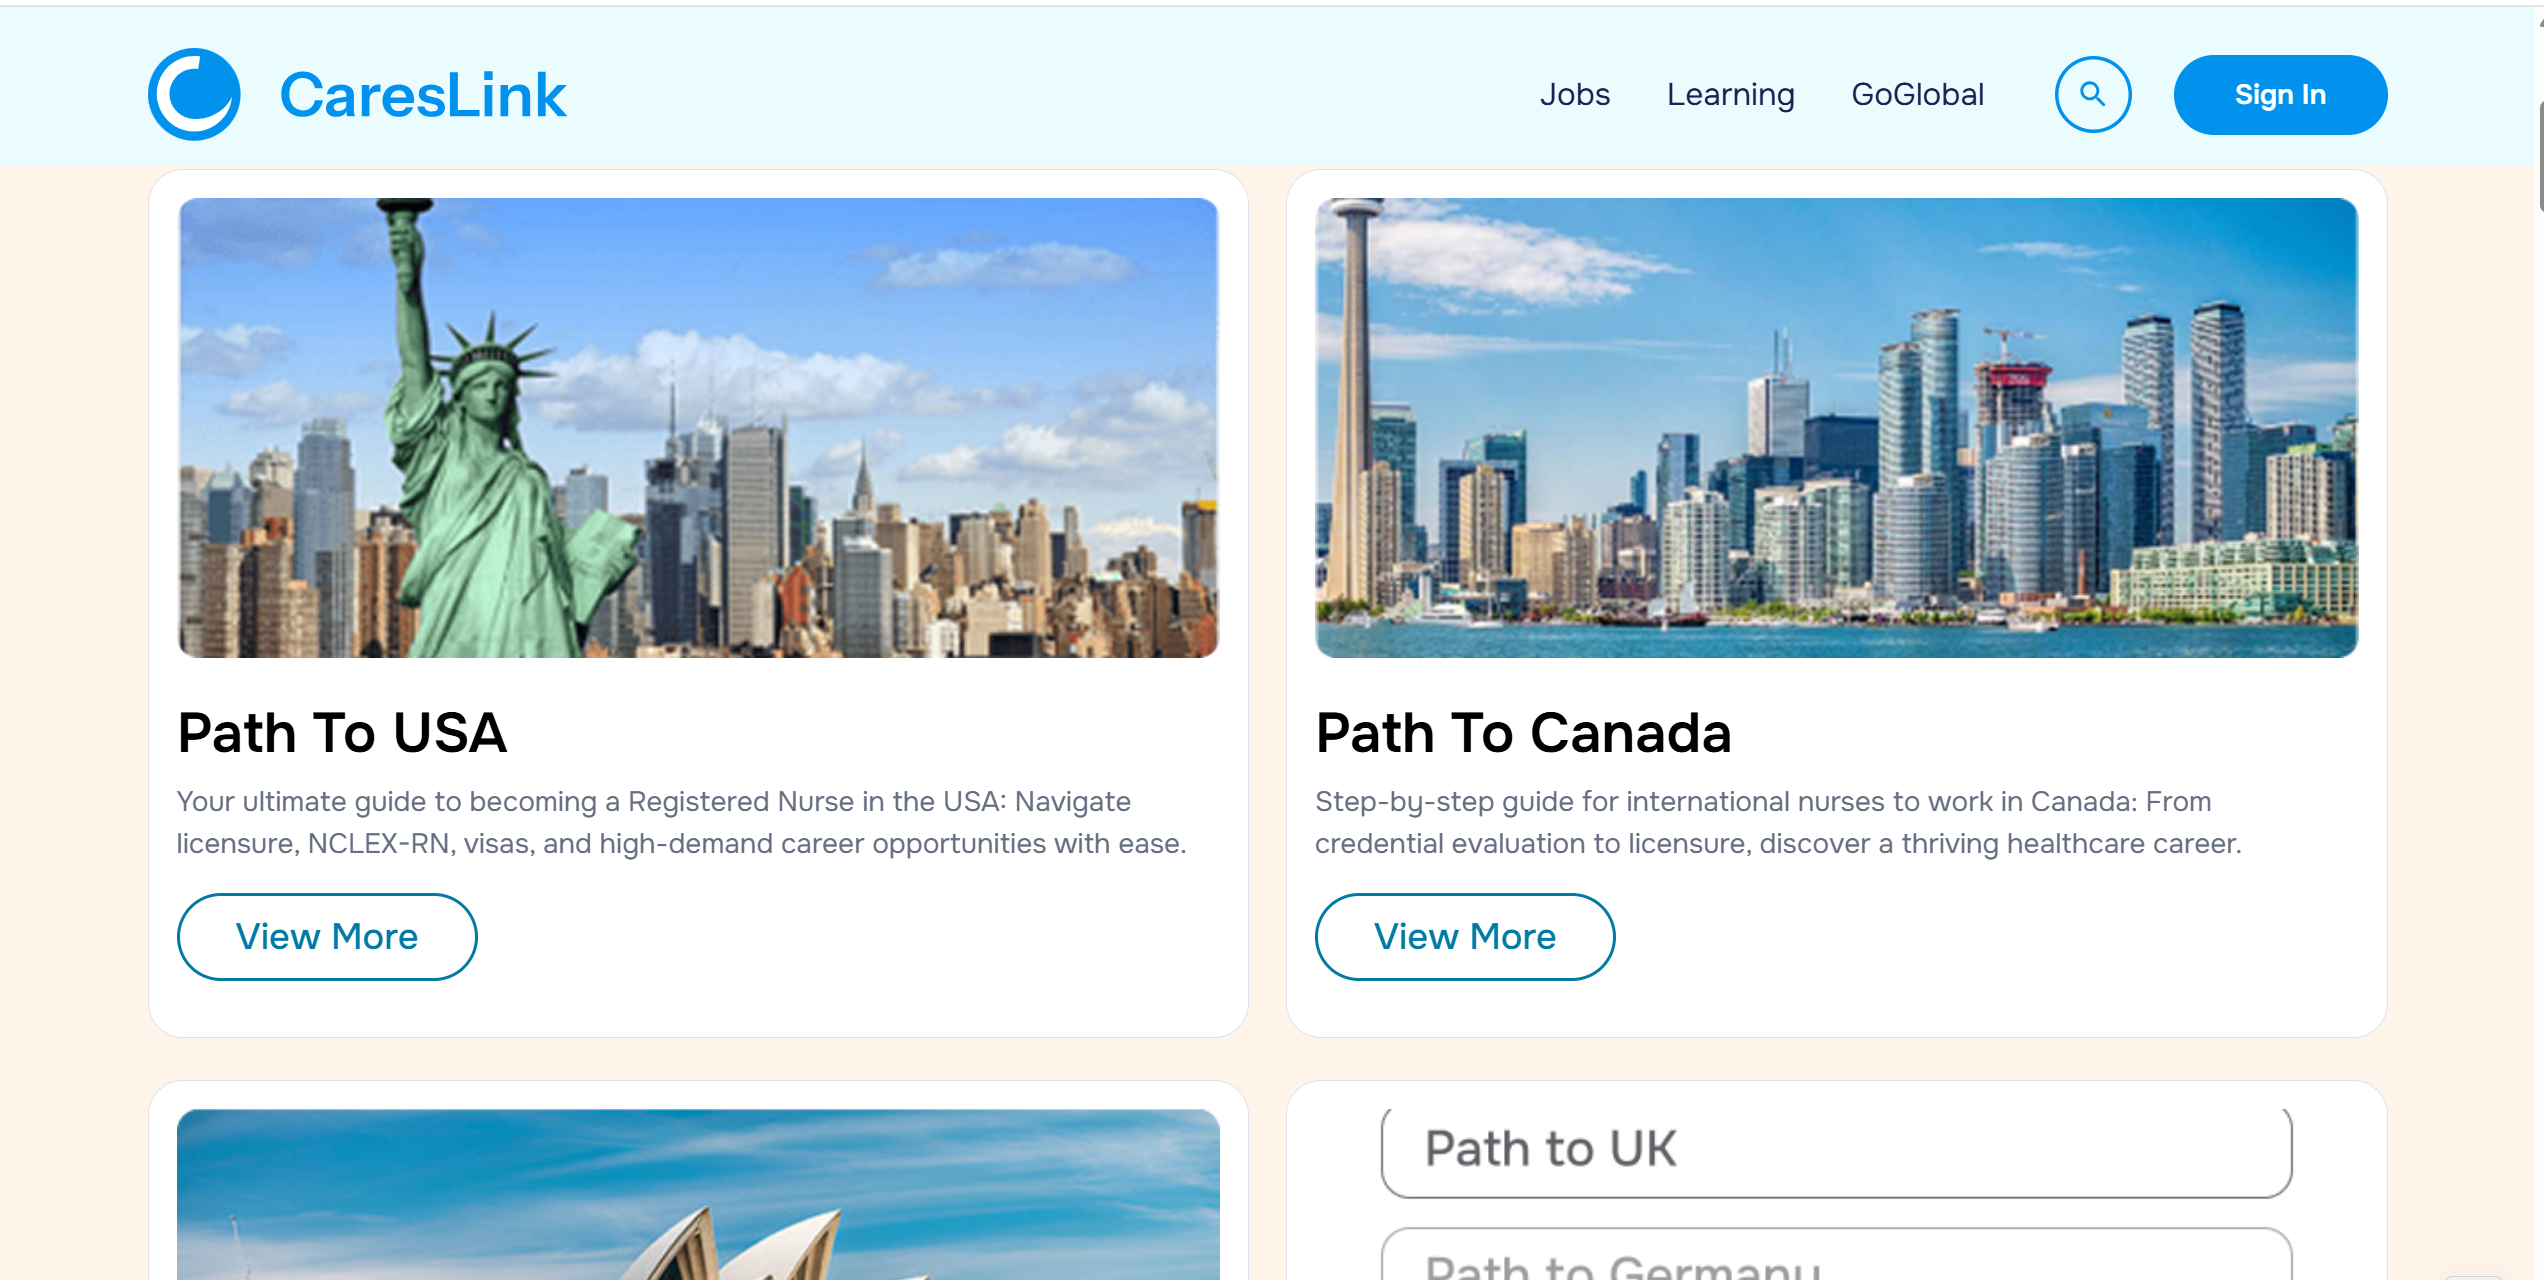 CaresLink
Jobs
Learning
GoGlobal
Sign In
Path To USA
Your ultimate guide to becoming a Registered Nurse in the USA: Navigate
licensure, NCLEX-RN, visas, and high-demand career opportunities with ease.
View More
Path To Canada
Step-by-step guide for international nurses to work in Canada: From
credential evaluation to licensure, discover a thriving healthcare career.
View More
Path to UK
Path to Germany